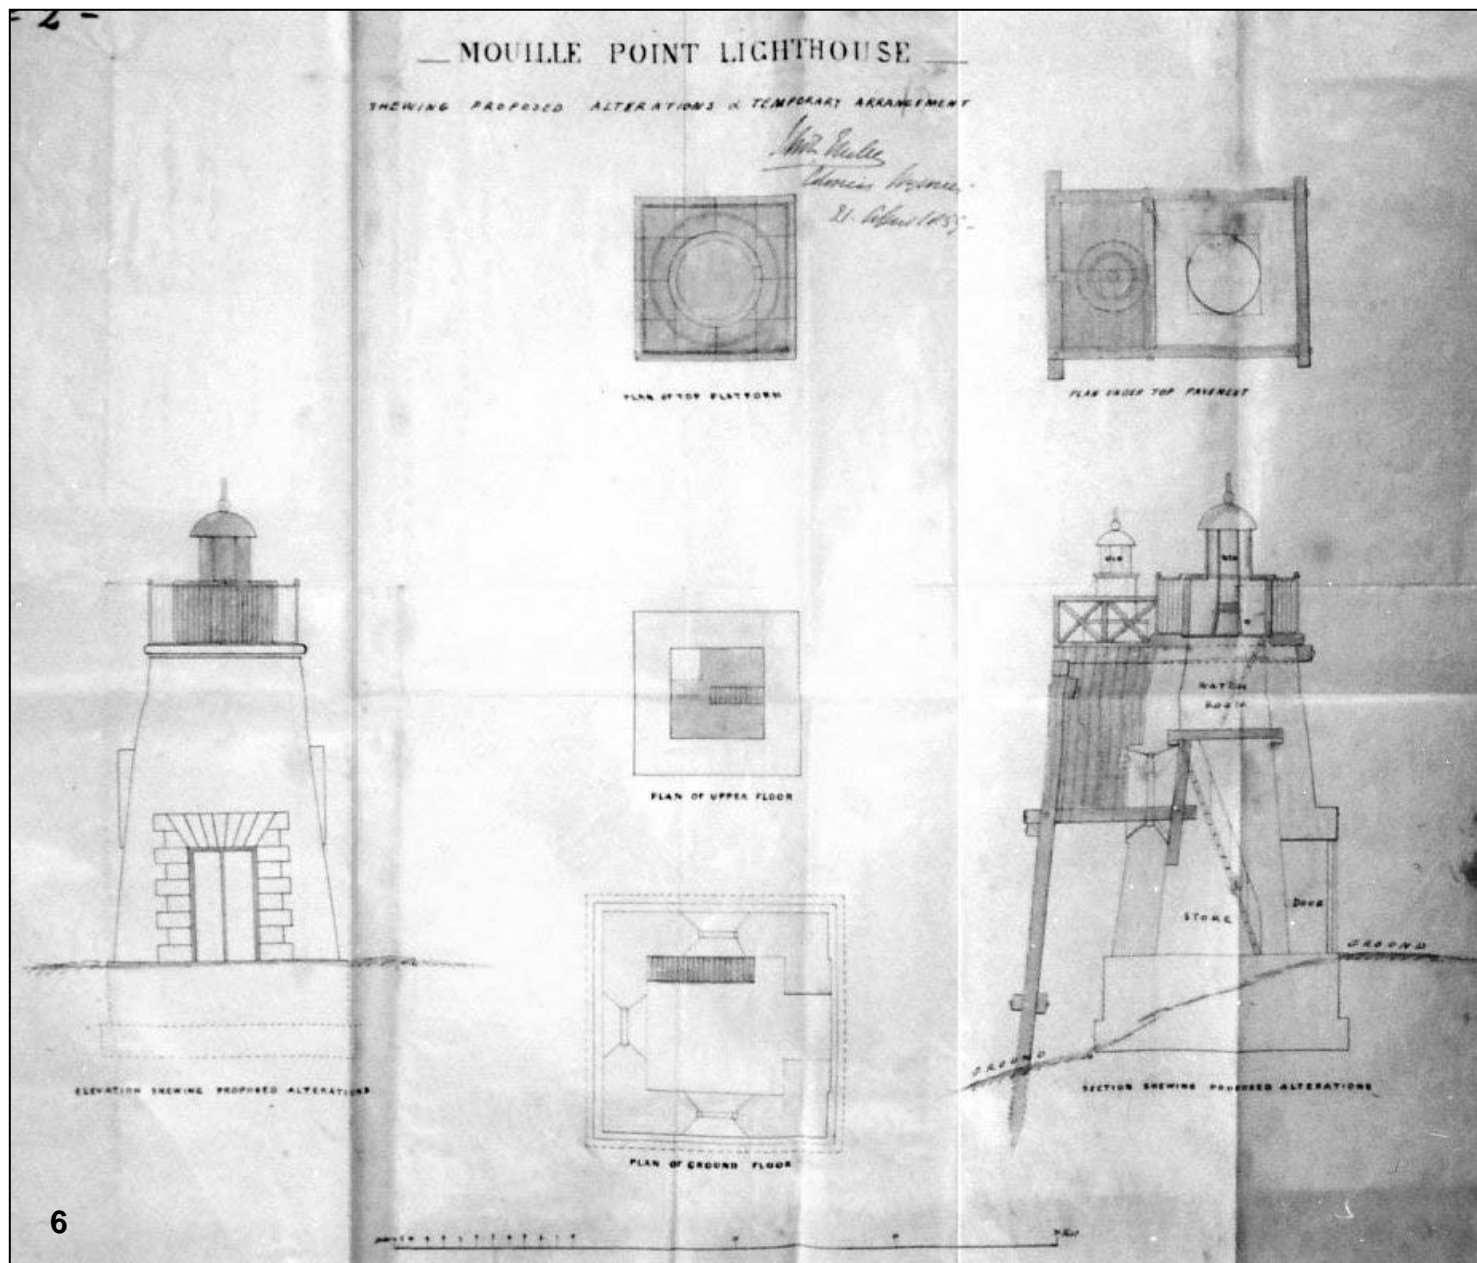 - 2 -
MOUILLE POINT LIGHTHOUSE
SHEWING PROPOSED ALTERATIONS & TEMPORARY ARRANGEMENT
PLAN OF TOP PLATFORM
PLAN UNDER TOP PAVEMENT
OLD
NEW
WATCH
ROOM
PLAN OF UPPER FLOOR
STORE
DOOR
GROUND
GROUND
ELEVATION SHEWING PROPOSED ALTERATIONS
SECTION SHEWING PROPOSED ALTERATIONS
PLAN OF GROUND FLOOR
6